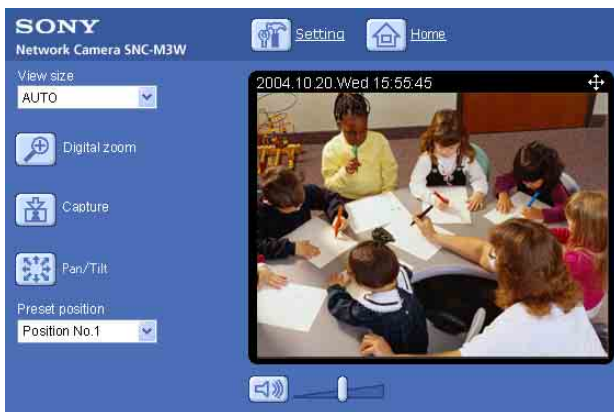 SONY
Network Camera SNC-M3W
Setting
Home
View size
AUTO
Digital zoom
Capture
Pan/Tilt
Preset position
Position No.1
2004.10.20.Wed 15:55:45